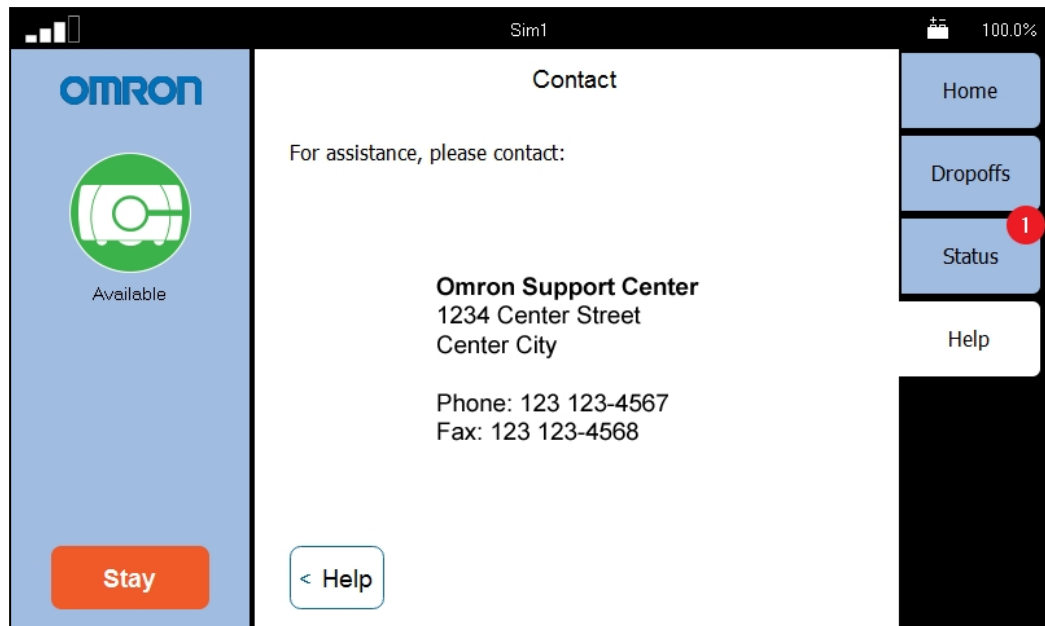 Sim1
100.0%
OMRON
Available
Stay
Contact
For assistance, please contact:
Omron Support Center
1234 Center Street
Center City
Phone: 123 123-4567
Fax: 123 123-4568
< Help
Home
Dropoffs
1
Status
Help